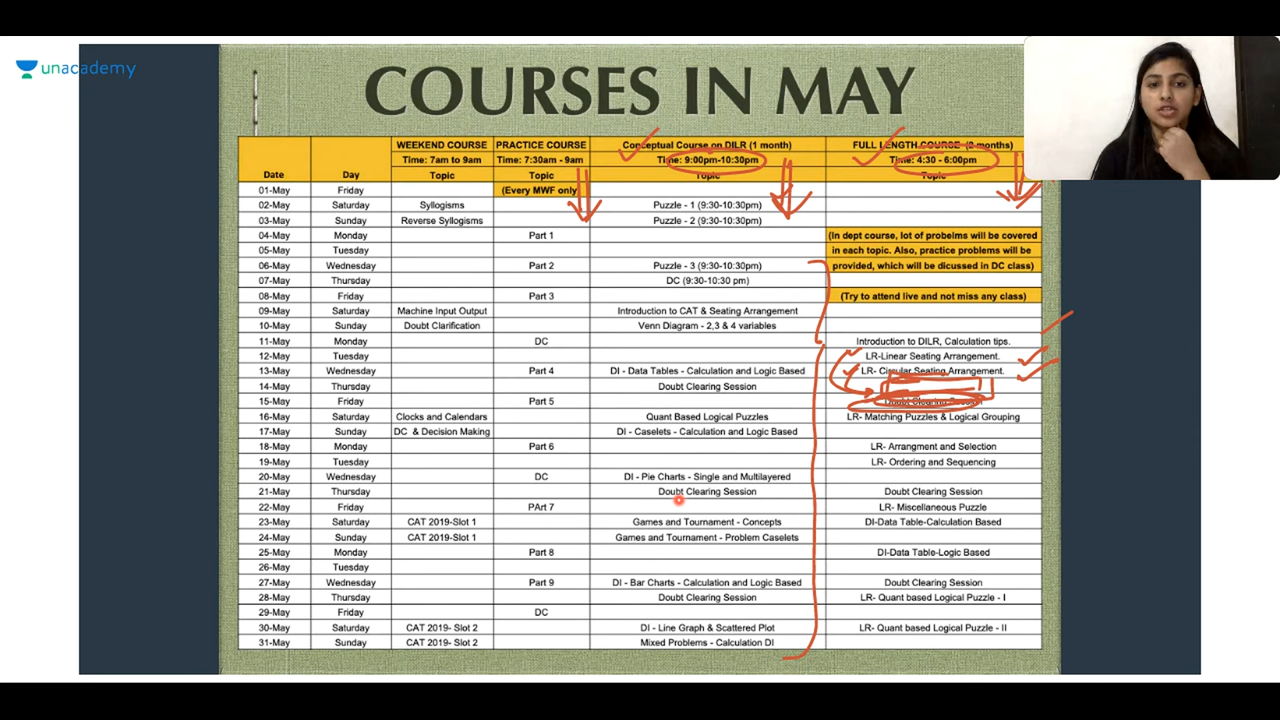 unacademy
COURSES IN MAY
WEEKEND COURSE PRACTICE COURSE Conceptual Course on DILR (1 month) FULL LENGTH COURSE (2 months)
Time: 7am to 9am Time: 7:30am - 9am Time: 9:00pm-10:30pm Time: 4:30 - 6:00pm
Date Day Topic Topic Topic Topic
01-May Friday (Every MWF only)
02-May Saturday Syllogisms Puzzle - 1 (9:30-10:30pm)
03-May Sunday Reverse Syllogisms Puzzle - 2 (9:30-10:30pm)
04-May Monday Part 1 (In dept course, lot of probelms will be covered
05-May Tuesday in each topic. Also, practice problems will be
06-May Wednesday Part 2 Puzzle - 3 (9:30-10:30pm) provided, which will be dicussed in DC class)
07-May Thursday DC (9:30-10:30 pm)
08-May Friday Part 3 (Try to attend live and not miss any class)
09-May Saturday Machine Input Output Introduction to CAT & Seating Arrangement
10-May Sunday Doubt Clarification Venn Diagram - 2,3 & 4 variables
11-May Monday DC Introduction to DILR, Calculation tips.
12-May Tuesday LR-Linear Seating Arrangement.
13-May Wednesday Part 4 DI - Data Tables - Calculation and Logic Based LR- Circular Seating Arrangement.
14-May Thursday Doubt Clearing Session
15-May Friday Part 5 Doubt Clearing
16-May Saturday Clocks and Calendars Quant Based Logical Puzzles LR- Matching Puzzles & Logical Grouping
17-May Sunday DC & Decision Making DI - Caselets - Calculation and Logic Based
18-May Monday Part 6 LR- Arrangment and Selection
19-May Tuesday LR- Ordering and Sequencing
20-May Wednesday DC DI - Pie Charts - Single and Multilayered
21-May Thursday Doubt Clearing Session Doubt Clearing Session
22-May Friday PArt 7 LR- Miscellaneous Puzzle
23-May Saturday CAT 2019-Slot 1 Games and Tournament - Concepts DI-Data Table-Calculation Based
24-May Sunday CAT 2019-Slot 1 Games and Tournament - Problem Caselets
25-May Monday Part 8 DI-Data Table-Logic Based
26-May Tuesday
27-May Wednesday Part 9 DI - Bar Charts - Calculation and Logic Based Doubt Clearing Session
28-May Thursday Doubt Clearing Session LR- Quant based Logical Puzzle - I
29-May Friday DC
30-May Saturday CAT 2019- Slot 2 DI - Line Graph & Scattered Plot LR- Quant based Logical Puzzle - II
31-May Sunday CAT 2019- Slot 2 Mixed Problems - Calculation DI